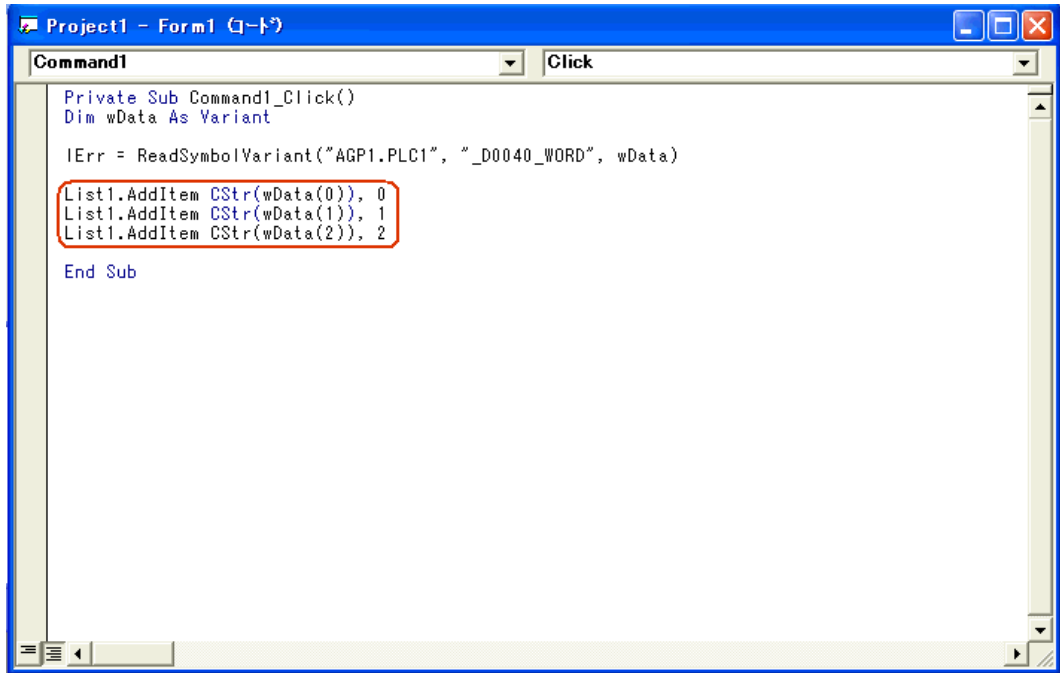 Project1 - Form1 (コード)
Command1
Click
Private Sub Command1_Click()
Dim wData As Variant
lErr = ReadSymbolVariant("AGP1.PLC1", "_D0040_WORD", wData)
List1.AddItem CStr(wData(0)), 0
List1.AddItem CStr(wData(1)), 1
List1.AddItem CStr(wData(2)), 2
End Sub